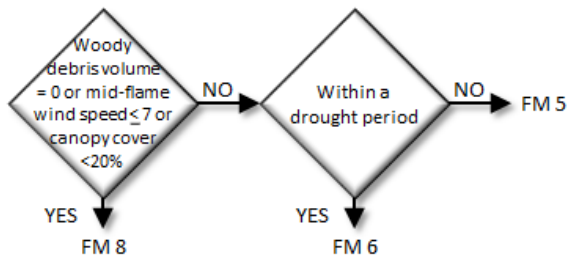 Woody
debris volume
= 0 or mid-flame
wind speed ≤ 7 or
canopy cover
<20%
NO
Within a
drought period
NO
FM 5
YES
FM 8
YES
FM 6